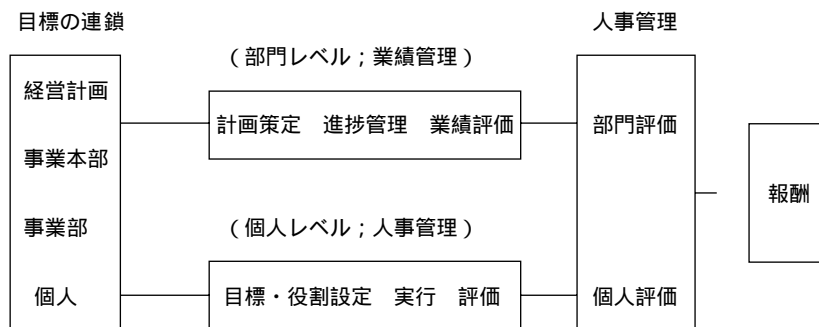 目標の連鎖
人事管理
(部門レベル;業績管理)
経営計画
計画策定 進捗管理 業績評価
部門評価
事業本部
報酬
事業部
(個人レベル;人事管理)
個人
目標・役割設定 実行 評価
個人評価